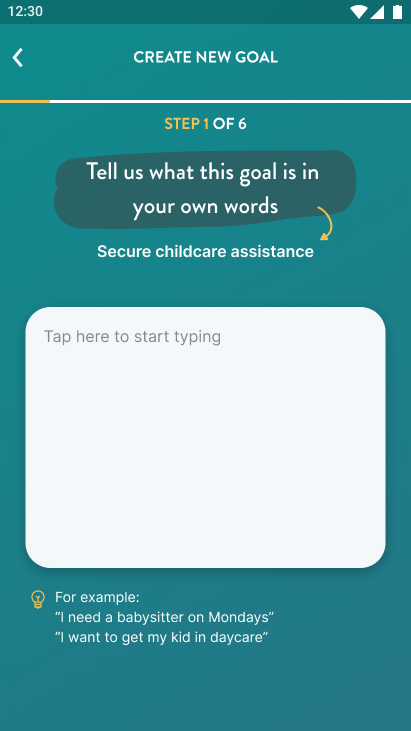 12:30
CREATE NEW GOAL
STEP 1 OF 6
Tell us what this goal is in
your own words
Secure childcare assistance
Tap here to start typing
For example:
“I need a babysitter on Mondays”
“I want to get my kid in daycare”